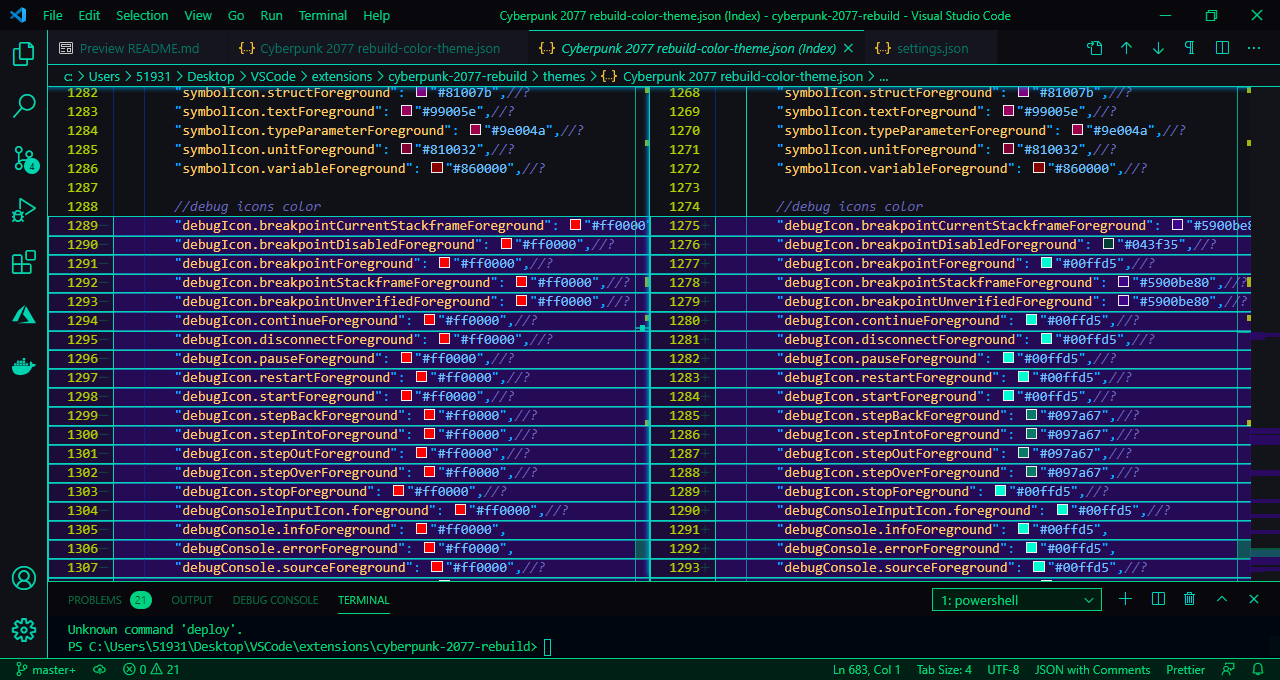 File Edit Selection View Go Run Terminal Help Cyberpunk 2077 rebuild-color-theme.json (Index) - cyberpunk-2077-rebuild - Visual Studio Code
Preview README.md {..} Cyberpunk 2077 rebuild-color-theme.json {..} Cyberpunk 2077 rebuild-color-theme.json (Index) {..} settings.json
c: > Users > 51931 > Desktop > VSCode > extensions > cyberpunk-2077-rebuild > themes > {..} Cyberpunk 2077 rebuild-color-theme.json > ...
1282 "symbolIcon.structForeground": "#81007b",//?
1283 "symbolIcon.textForeground": "#99005e",//?
1284 "symbolIcon.typeParameterForeground": "#9e004a",//?
1285 "symbolIcon.unitForeground": "#810032",//?
1286 "symbolIcon.variableForeground": "#860000",//?
1287
1288 //debug icons color
1289− "debugIcon.breakpointCurrentStackframeForeground": "#ff0000"
1290− "debugIcon.breakpointDisabledForeground": "#ff0000",//?
1291− "debugIcon.breakpointForeground": "#ff0000",//?
1292− "debugIcon.breakpointStackframeForeground": "#ff0000",//?
1293− "debugIcon.breakpointUnverifiedForeground": "#ff0000",//?
1294− "debugIcon.continueForeground": "#ff0000",//?
1295− "debugIcon.disconnectForeground": "#ff0000",//?
1296− "debugIcon.pauseForeground": "#ff0000",//?
1297− "debugIcon.restartForeground": "#ff0000",//?
1298− "debugIcon.startForeground": "#ff0000",//?
1299− "debugIcon.stepBackForeground": "#ff0000",//?
1300− "debugIcon.stepIntoForeground": "#ff0000",//?
1301− "debugIcon.stepOutForeground": "#ff0000",//?
1302− "debugIcon.stepOverForeground": "#ff0000",//?
1303− "debugIcon.stopForeground": "#ff0000",//?
1304− "debugConsoleInputIcon.foreground": "#ff0000",//?
1305− "debugConsole.infoForeground": "#ff0000",
1306− "debugConsole.errorForeground": "#ff0000",
1307− "debugConsole.sourceForeground": "#ff0000",//?
1268 "symbolIcon.structForeground": "#81007b",//?
1269 "symbolIcon.textForeground": "#99005e",//?
1270 "symbolIcon.typeParameterForeground": "#9e004a",//?
1271 "symbolIcon.unitForeground": "#810032",//?
1272 "symbolIcon.variableForeground": "#860000",//?
1273
1274 //debug icons color
1275+ "debugIcon.breakpointCurrentStackframeForeground": "#5900be8
1276+ "debugIcon.breakpointDisabledForeground": "#043f35",//?
1277+ "debugIcon.breakpointForeground": "#00ffd5",//?
1278+ "debugIcon.breakpointStackframeForeground": "#5900be80",//?
1279+ "debugIcon.breakpointUnverifiedForeground": "#5900be80",//?
1280+ "debugIcon.continueForeground": "#00ffd5",//?
1281+ "debugIcon.disconnectForeground": "#00ffd5",//?
1282+ "debugIcon.pauseForeground": "#00ffd5",//?
1283+ "debugIcon.restartForeground": "#00ffd5",//?
1284+ "debugIcon.startForeground": "#00ffd5",//?
1285+ "debugIcon.stepBackForeground": "#097a67",//?
1286+ "debugIcon.stepIntoForeground": "#097a67",//?
1287+ "debugIcon.stepOutForeground": "#097a67",//?
1288+ "debugIcon.stepOverForeground": "#097a67",//?
1289+ "debugIcon.stopForeground": "#00ffd5",//?
1290+ "debugConsoleInputIcon.foreground": "#00ffd5",//?
1291+ "debugConsole.infoForeground": "#00ffd5",
1292+ "debugConsole.errorForeground": "#00ffd5",
1293+ "debugConsole.sourceForeground": "#00ffd5",//?
4
PROBLEMS 21 OUTPUT DEBUG CONSOLE TERMINAL 1: powershell
Unknown command 'deploy'.
PS C:\Users\51931\Desktop\VSCode\extensions\cyberpunk-2077-rebuild>
master+ 0 21 Ln 683, Col 1 Tab Size: 4 UTF-8 JSON with Comments Prettier